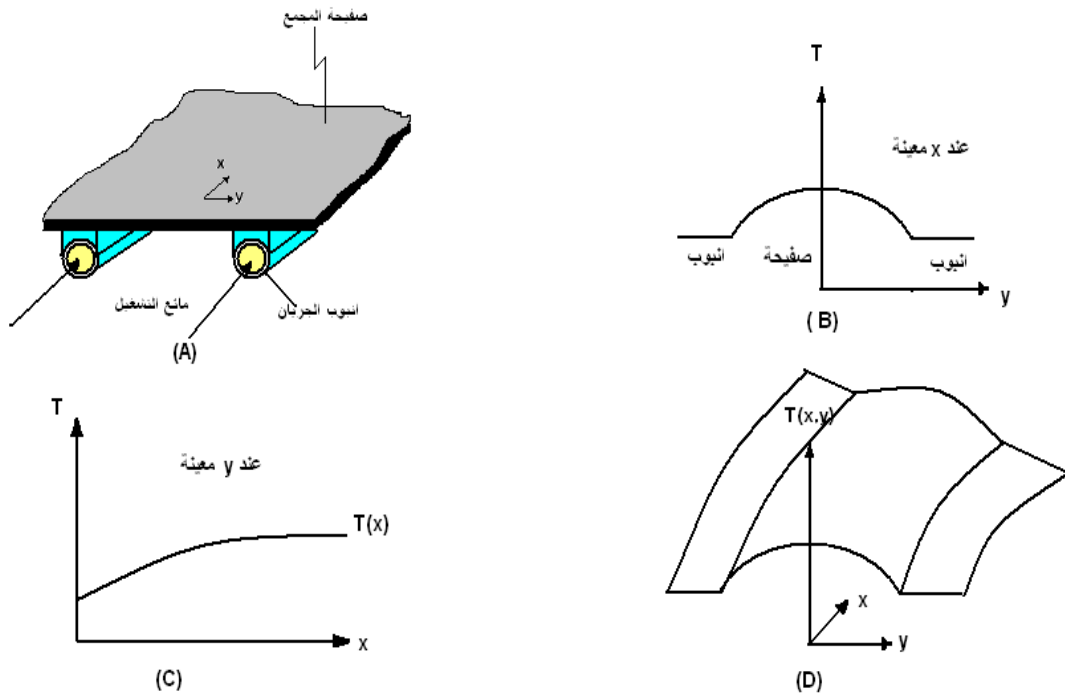 صفيحة المجمع
x
y
مائع التشغيل
انبوب الجريان
(A)
T
عند x معينة
انبوب
صفيحة
انبوب
y
( B)
T
عند y معينة
T(x)
x
(C)
T(x,y)
x
y
(D)